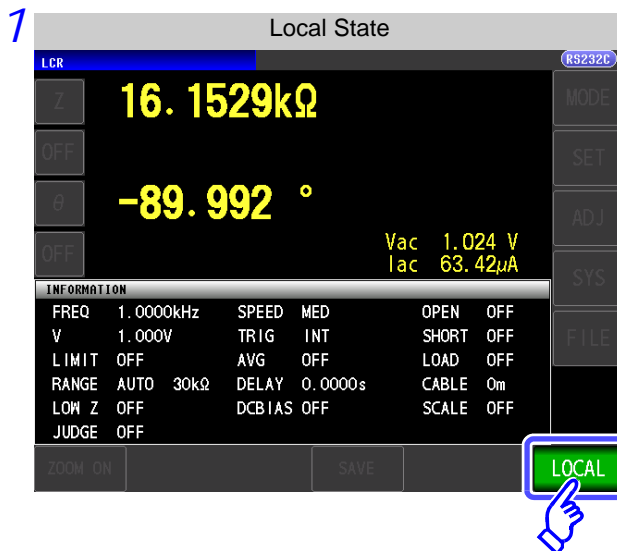 1
Local State
LCR
RS232C
Z 16.1529kΩ MODE
OFF SET
θ -89.992 ° ADJ
OFF Vac 1.024 V
Iac 63.42μA SYS
INFORMATION
FREQ 1.0000kHz SPEED MED OPEN OFF
V 1.000V TRIG INT SHORT OFF FILE
LIMIT OFF AVG OFF LOAD OFF
RANGE AUTO 30kΩ DELAY 0.0000s CABLE 0m
LOW Z OFF DCBIAS OFF SCALE OFF
JUDGE OFF
ZOOM ON SAVE LOCAL